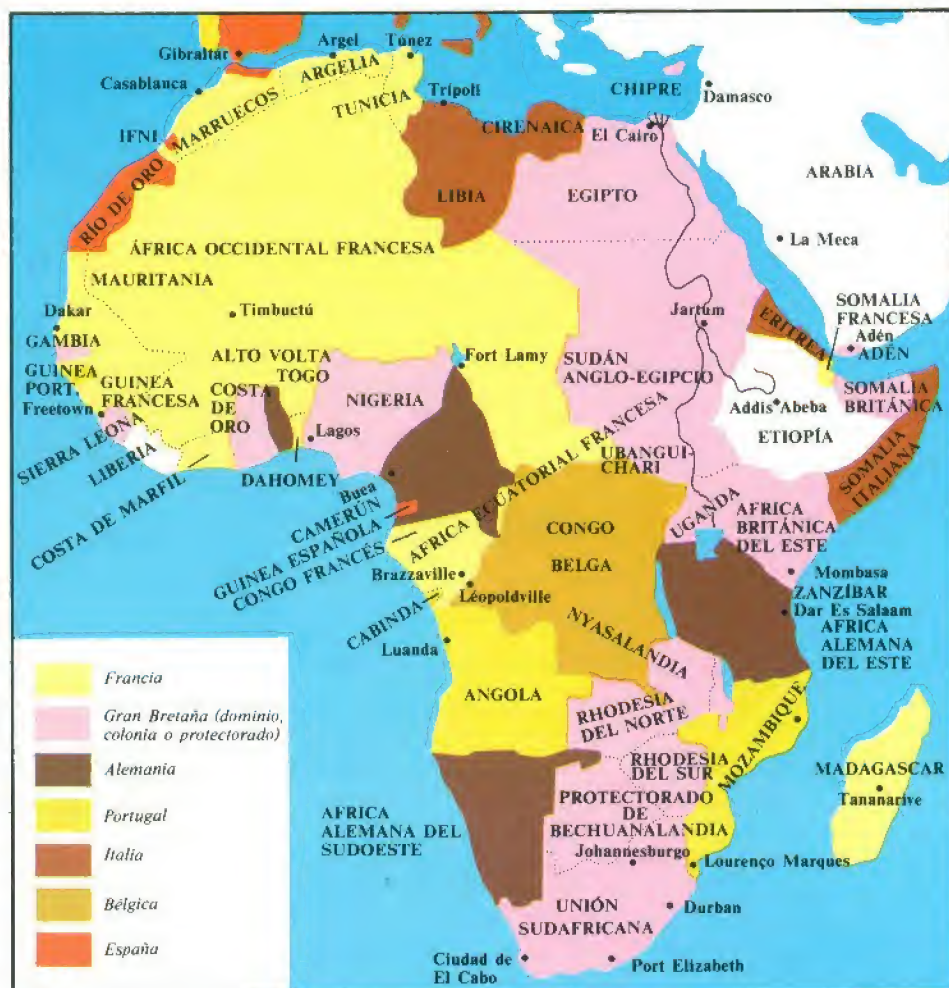 Gibraltar
Argel
Túnez
Casablanca
ARGELIA
MARRUECOS
TUNICIA
Trípoli
CHIPRE
Damasco
IFNI
CIRENAICA
El Cairo
RÍO DE ORO
LIBIA
EGIPTO
ARABIA
ÁFRICA OCCIDENTAL FRANCESA
La Meca
MAURITANIA
Dakar
Timbuctú
Jartum
SOMALIA
FRANCESA
GAMBIA
ERITREA
Adén
ADÉN
ALTO VOLTA
TOGO
Fort Lamy
GUINEA
PORT.
GUINEA
FRANCESA
COSTA
DE
ORO
NIGERIA
SUDÁN
ANGLO-EGIPCIO
SOMALIA
BRITÁNICA
Freetown
Addis Abeba
ETIOPÍA
SIERRA LEONA
LIBERIA
Lagos
UBANGUI-
CHARI
SOMALIA
ITALIANA
COSTA DE MARFIL
DAHOMEY
Buea
CAMERÚN
GUINEA ESPAÑOLA
CONGO FRANCÉS
AFRICA ECUATORIAL FRANCESA
UGANDA
AFRICA
BRITÁNICA
DEL ESTE
CONGO
BELGA
Brazzaville
Léopoldville
Mombasa
CABINDA
ZANZÍBAR
Dar Es Salaam
NYASALANDIA
AFRICA
ALEMANA
DEL ESTE
Luanda
ANGOLA
RHODESIA
DEL NORTE
MOZAMBIQUE
RHODESIA
DEL SUR
MADAGASCAR
Tananarive
AFRICA
ALEMANA DEL
SUDOESTE
PROTECTORADO
DE
BECHUANALANDIA
Johannesburgo
Lourenço Marques
UNIÓN
SUDAFRICANA
Durban
Ciudad de
El Cabo
Port Elizabeth
Francia
Gran Bretaña (dominio,
colonia o protectorado)
Alemania
Portugal
Italia
Bélgica
España